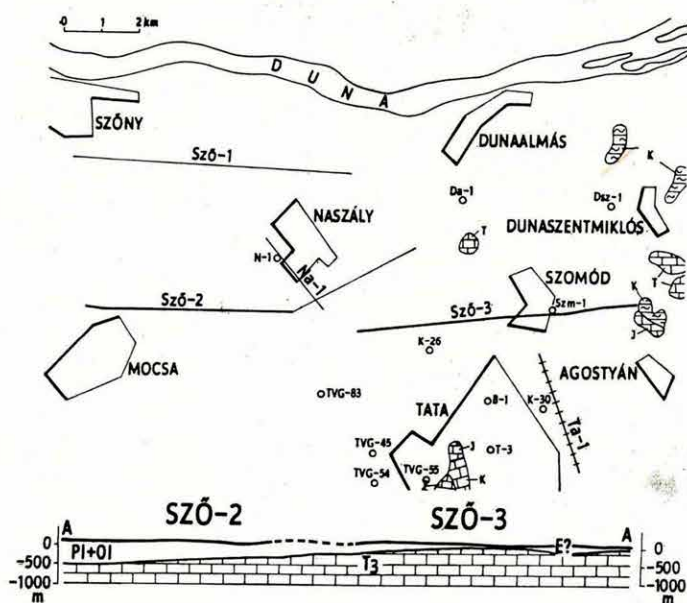 0 1 2 km
DUNA
SZŐNY
DUNAALMÁS
K
Sző-1
Da-1
Dsz-1
NASZÁLY
DUNASZENTMIKLÓS
T
N-1
Na-1
SZOMÓD
T
K
Sző-2
Sző-3
Szm-1
J
K-26
MOCSA
AGOSTYÁN
TVG-83
TATA
B-1
K-30
Ta-1
TVG-45
J
T-3
TVG-54
TVG-55
K
SZŐ-2
SZŐ-3
A
A
0
E?
0
Pl+Ol
T3
-500
-500
-1000
-1000
m
m